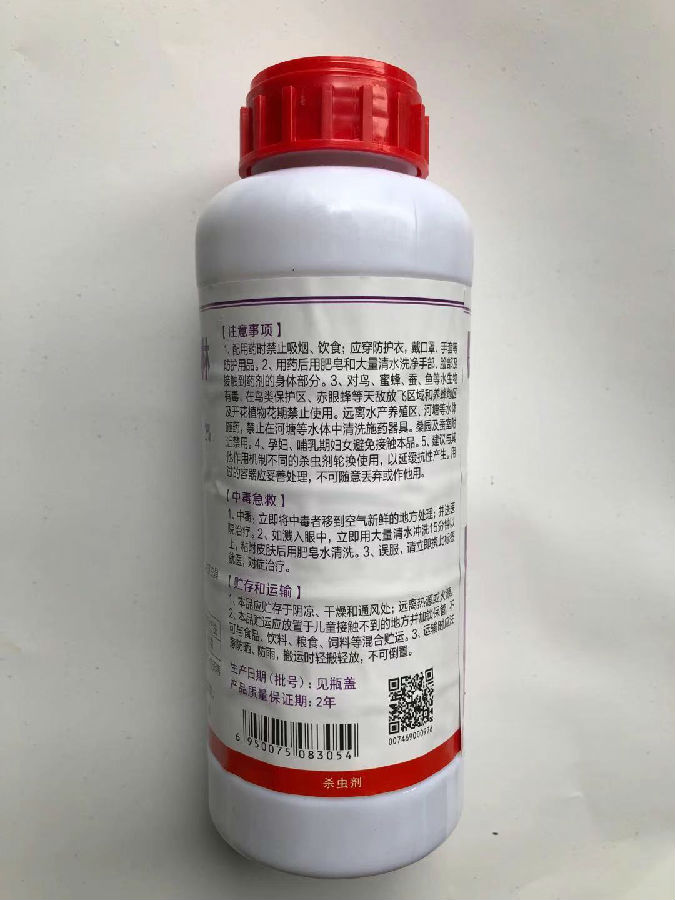 【注意事项】
1、配用药时禁止吸烟、饮食；应穿防护衣，戴口罩、手套等
防护用品。2、用药后用肥皂和大量清水洗净手部、脸部及
接触到药剂的身体部分。3、对鸟、蜜蜂、蚕、鱼等水生物
有毒，在鸟类保护区、赤眼蜂等天敌放飞区域和养蜂地区
及开花植物花期禁止使用。远离水产养殖区、河塘等水体
施药，禁止在河塘等水体中清洗施药器具。桑园及蚕室附
近禁用。4、孕妇、哺乳期妇女避免接触本品。5、建议与其
他作用机制不同的杀虫剂轮换使用，以延缓抗性产生。用
过的容器应妥善处理，不可随意丢弃或作他用。
【中毒急救】
1、中毒：立即将中毒者移到空气新鲜的地方处理；并送医
院治疗。2、如溅入眼中，立即用大量清水冲洗15分钟以
上，粘附皮肤后用肥皂水清洗。3、误服，请立即携此标签
就医，对症治疗。
【贮存和运输】
1、本品应贮存于阴凉、干燥和通风处；远离热源或火源。
2、本品贮运应放置于儿童接触不到的地方并加锁保管，不
可与食品、饮料、粮食、饲料等混合贮运。3、运输时应注
意防晒、防雨，搬运时轻搬轻放，不可倒置。
生产日期（批号）：见瓶盖
产品质量保证期：2年
6 950075 083054
杀虫剂